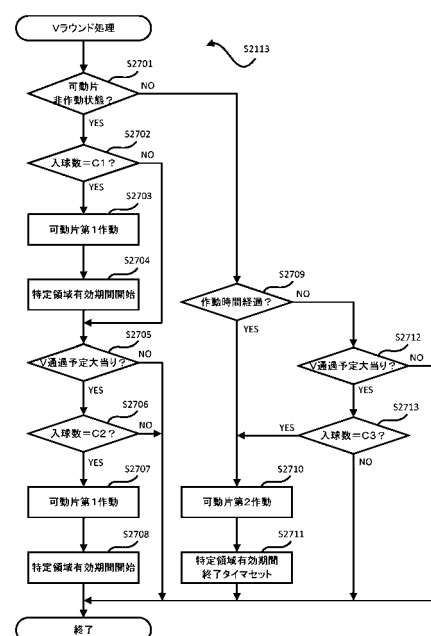 Vラウンド処理
S2113
S2701
可動片
非作動状態?
NO
YES
S2702
入球数=C1?
NO
YES
S2703
可動片第1作動
S2704
特定領域有効期間開始
S2705
V通過予定大当り?
NO
YES
S2706
入球数=C2?
NO
YES
S2707
可動片第1作動
S2708
特定領域有効期間開始
S2709
作動時間経過?
NO
YES
S2712
V通過予定大当り?
NO
YES
S2713
入球数=C3?
YES
NO
S2710
可動片第2作動
S2711
特定領域有効期間
終了タイマセット
終了